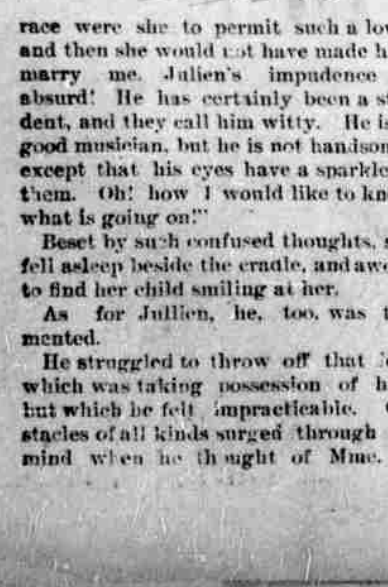 race were she to permit such a
and then she would not have made
marry me. Julien's impudence
absurd! He has certainly been a
dent, and they call him witty. He
good musician, but he is not
except that his eyes have a sparkle
them. Oh! how I would like to
what is going on!"
Beset by such confused thoughts,
fell asleep beside the cradle, and
to find her child smiling at her.
As for Jullien, he, too, was
mented.
He struggled to throw off that
which was taking possession of
but which he felt impracticable.
stacles of all kinds surged through
mind when he thought of Mme.